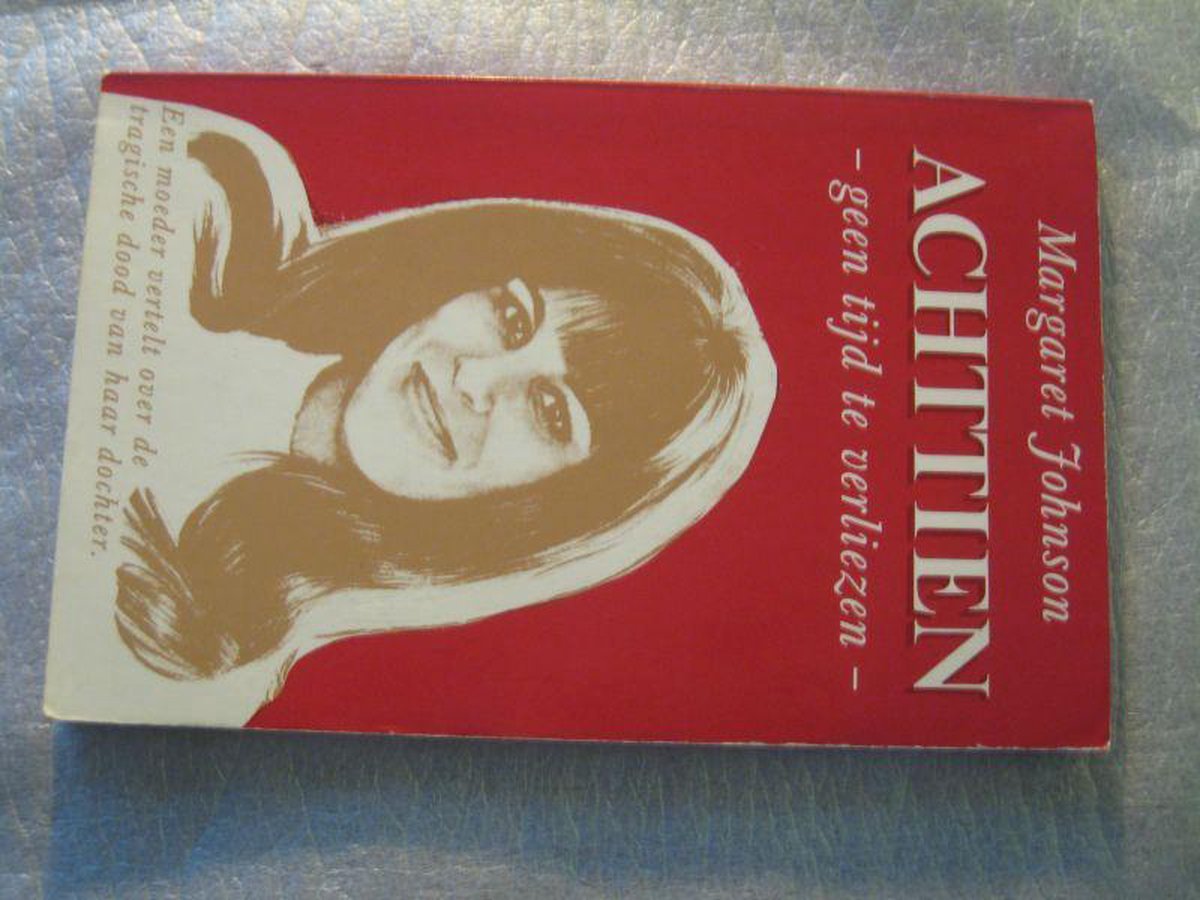 Margaret Johnson
ACHTTIEN
– geen tijd te verliezen –
Een moeder vertelt over de
tragische dood van haar dochter.